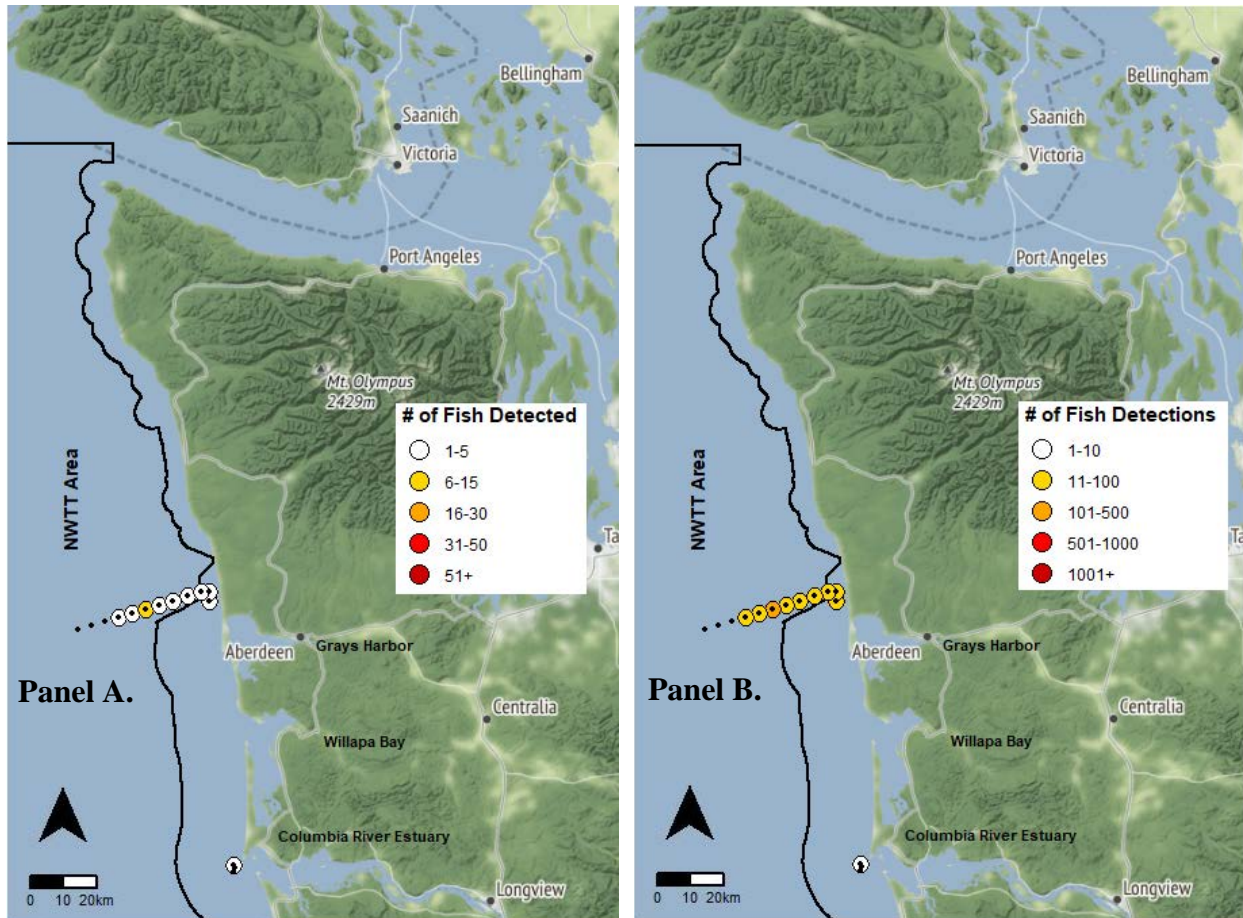 Bellingham
Saanich
Victoria
Port Angeles
Mt. Olympus
2429m
# of Fish Detected
1-5
6-15
16-30
31-50
51+
NWTT Area
Ta
Aberdeen
Grays Harbor
Panel A.
Centralia
Willapa Bay
Columbia River Estuary
0 10 20km
Longview
Bellingham
Saanich
Victoria
Port Angeles
Mt. Olympus
2429m
# of Fish Detections
1-10
11-100
101-500
501-1000
1001+
NWTT Area
Ta
Aberdeen
Grays Harbor
Panel B.
Centralia
Willapa Bay
Columbia River Estuary
0 10 20km
Longview